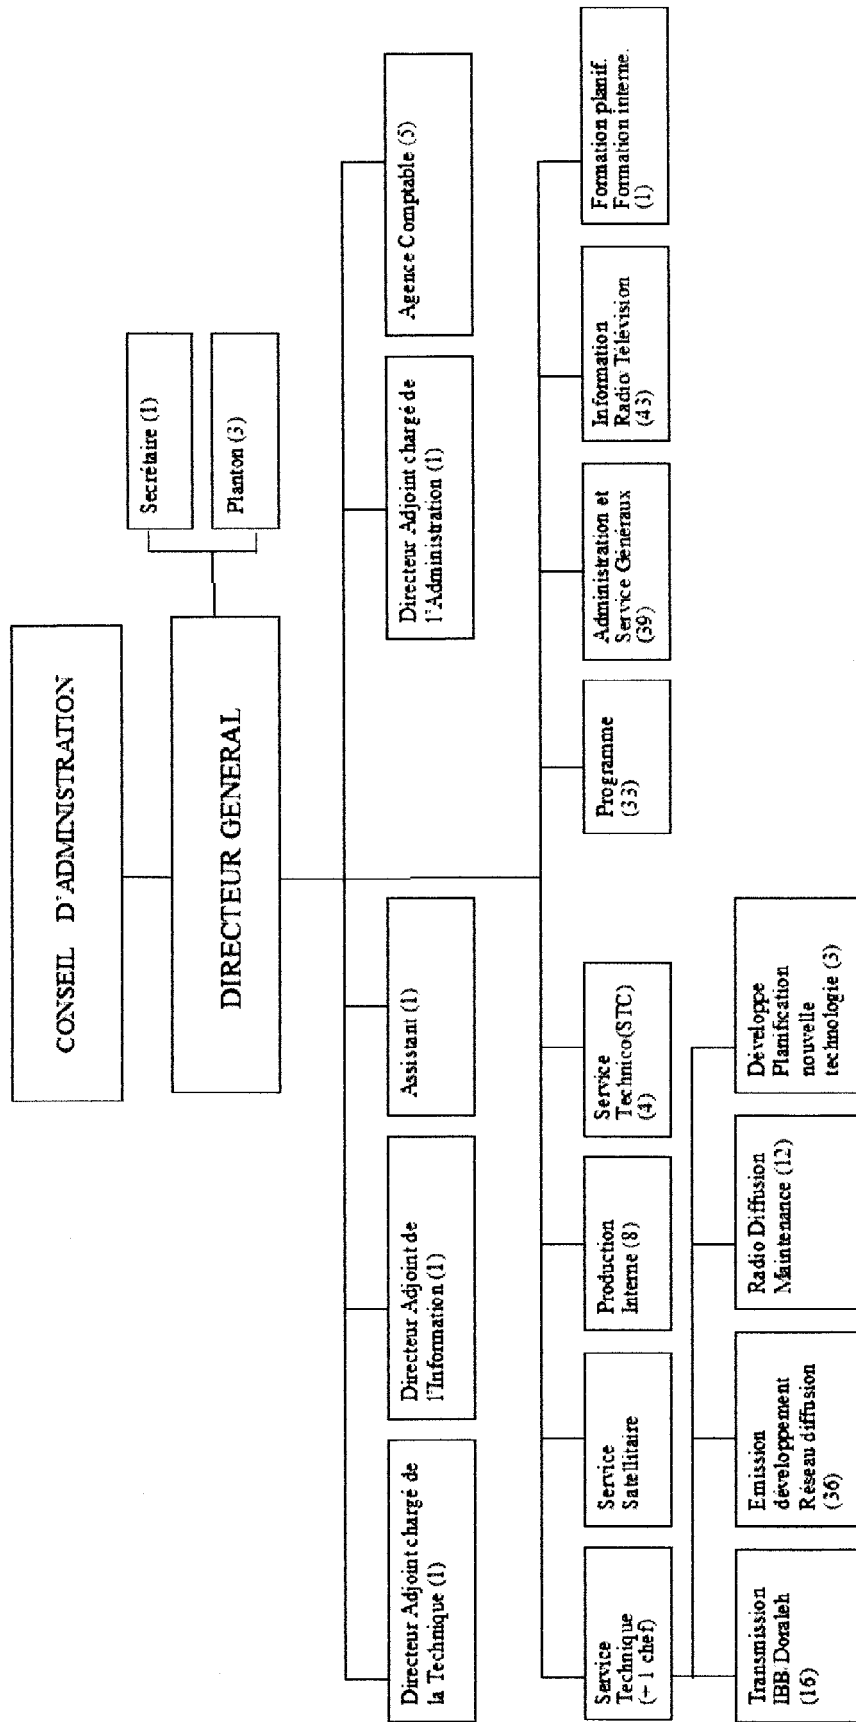 CONSEIL D'ADMINISTRATION
DIRECTEUR GENERAL
Secrétaire (1)
Planton (3)
Directeur Adjoint chargé de
la Technique (1)
Directeur Adjoint de
l'Information (1)
Assistant (1)
Directeur Adjoint chargé de
l'Administration (1)
Agence Comptable (5)
Service
Technique
(+ 1 chef)
Service
Satellitaire
Production
Interne (8)
Service
Technico(STC)
(4)
Programme
(33)
Administration et
Service Généraux
(39)
Information
Radio/Télévision
(43)
Formation planif.
Formation interne.
(1)
Transmission
IBB/Doraleh
(16)
Emission
développement
Réseau diffusion
(36)
Radio Diffusion
Maintenance (12)
Développe
Planification
nouvelle
technologie (3)